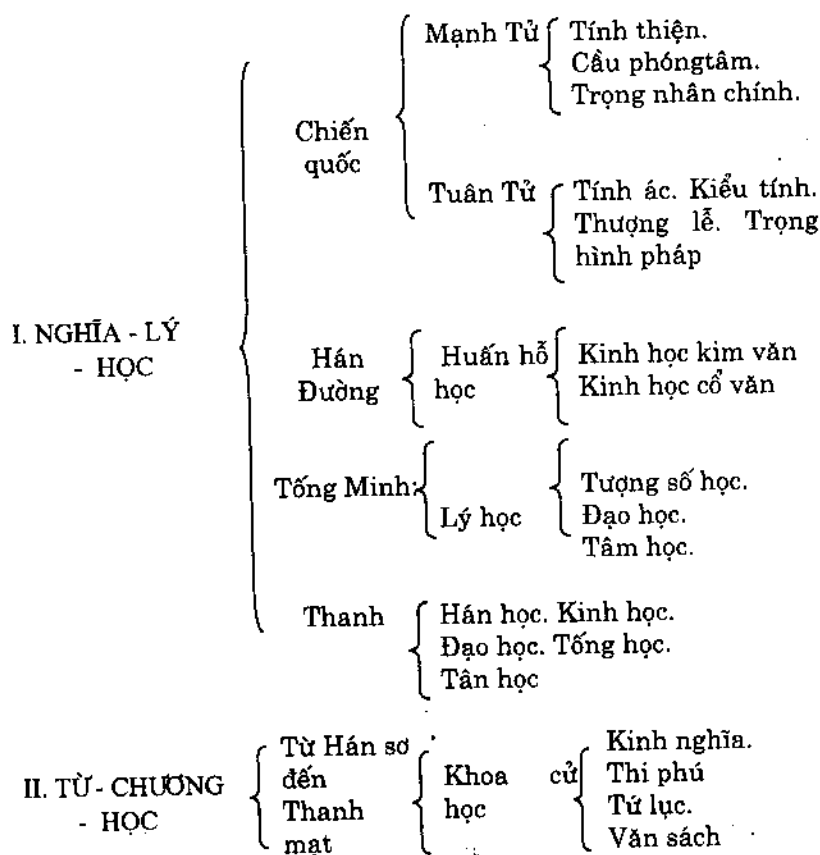 Mạnh Tử
Tính thiện.
Cầu phóngtâm.
Trọng nhân chính.
Chiến
quốc
Tuân Tử
Tính ác. Kiểu tính.
Thượng lễ. Trọng
hình pháp
I. NGHĨA - LÝ
- HỌC
Hán
Đường
Huấn hỗ
học
Kinh học kim văn
Kinh học cổ văn
Tống Minh:
Lý học
Tượng số học.
Đạo học.
Tâm học.
Thanh
Hán học. Kinh học.
Đạo học. Tống học.
Tân học
II. TỪ - CHƯƠNG
- HỌC
Từ Hán sơ
đến
Thanh
mạt
Khoa cử
học
Kinh nghĩa.
Thi phú
Tứ lục.
Văn sách